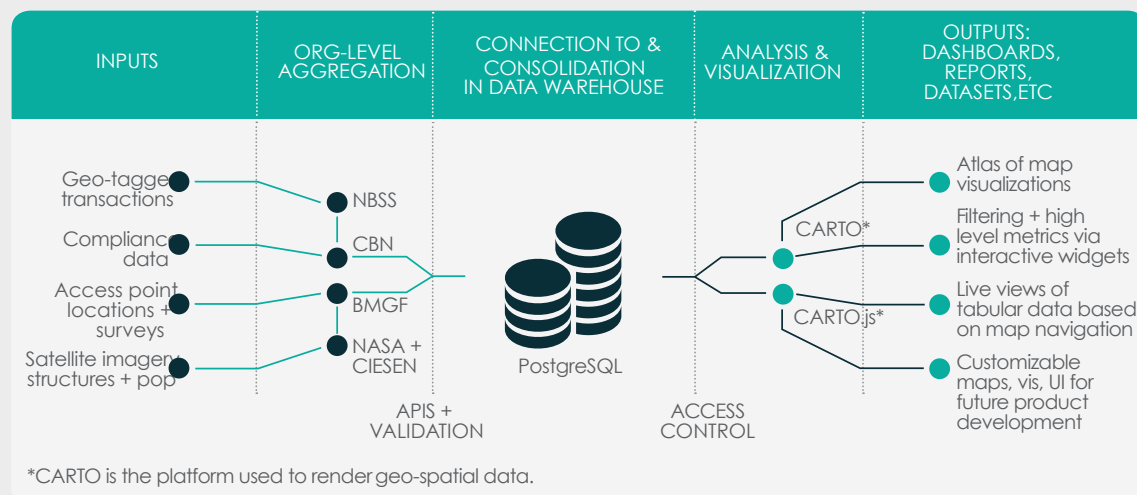 INPUTS
ORG-LEVEL
AGGREGATION
CONNECTION TO &
CONSOLIDATION
IN DATA WAREHOUSE
ANALYSIS &
VISUALIZATION
OUTPUTS:
DASHBOARDS,
REPORTS,
DATASETS,ETC
Geo-tagge
transactions
Compliance
data
Access point
locations +
surveys
Satellite imagery
structures + pop
NBSS
CBN
BMGF
NASA +
CIESEN
APIS +
VALIDATION
PostgreSQL
ACCESS
CONTROL
CARTO*
CARTO.js*
Atlas of map
visualizations
Filtering + high
level metrics via
interactive widgets
Live views of
tabular data based
on map navigation
Customizable
maps, vis, UI for
future product
development
*CARTO is the platform used to render geo-spatial data.